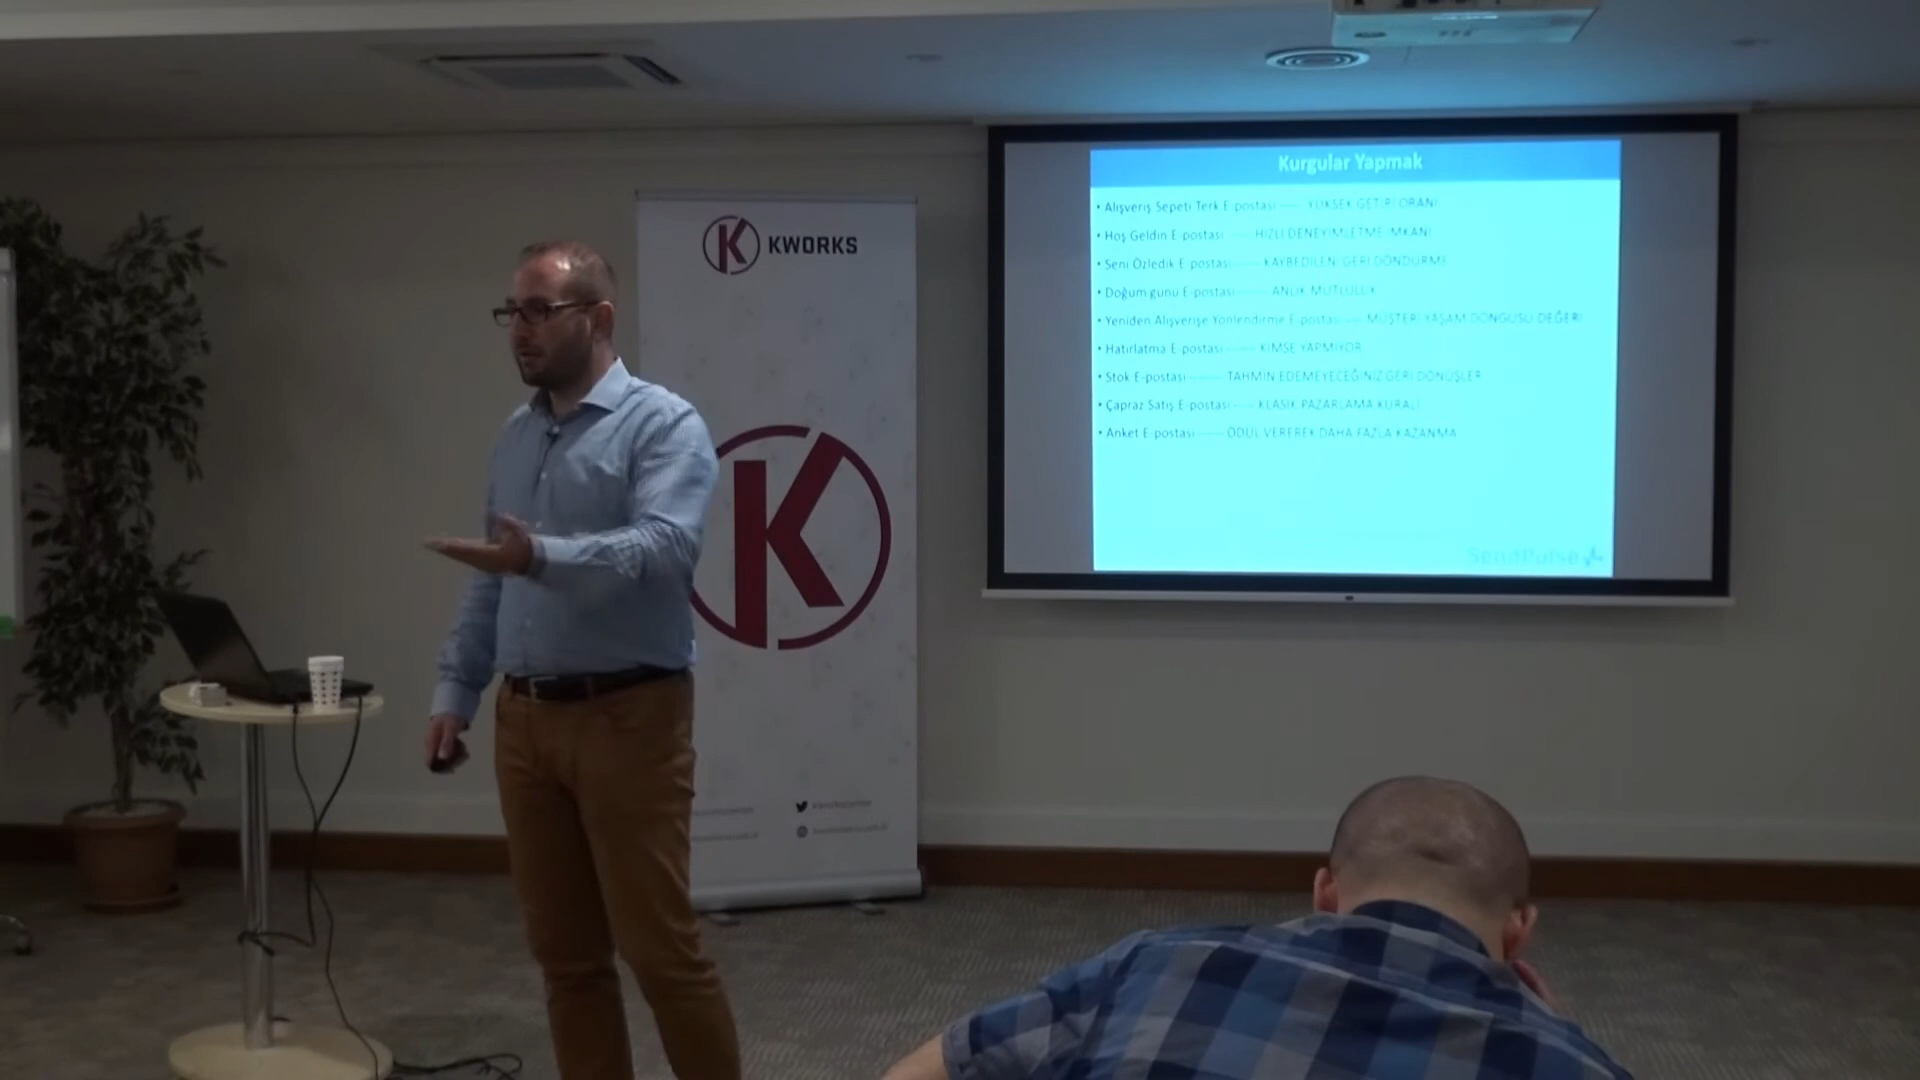 KWORKS
Kurgular Yapmak
• Alışveriş Sepeti Terk E-postası ----- YÜKSEK GETİRİ ORANI
• Hoş Geldin E-postası ------ HIZLI DENEYİMLETME İMKANI
• Seni Özledik E-postası ------- KAYBEDİLENİ GERİ DÖNDÜRME
• Doğum günü E-postası -------- ANLIK MUTLULUK
• Yeniden Alışverişe Yönlendirme E-postası ---- MÜŞTERİ YAŞAM DÖNGÜSÜ DEĞERİ
• Hatırlatma E-postası -------- KİMSE YAPMIYOR
• Stok E-postası --------- TAHMİN EDEMEYECEĞİNİZ GERİ DÖNÜŞLER
• Çapraz Satış E-postası ----- KLASİK PAZARLAMA KURALI
• Anket E-postası ------ ÖDÜL VEREREK DAHA FAZLA KAZANMA
SendPulse